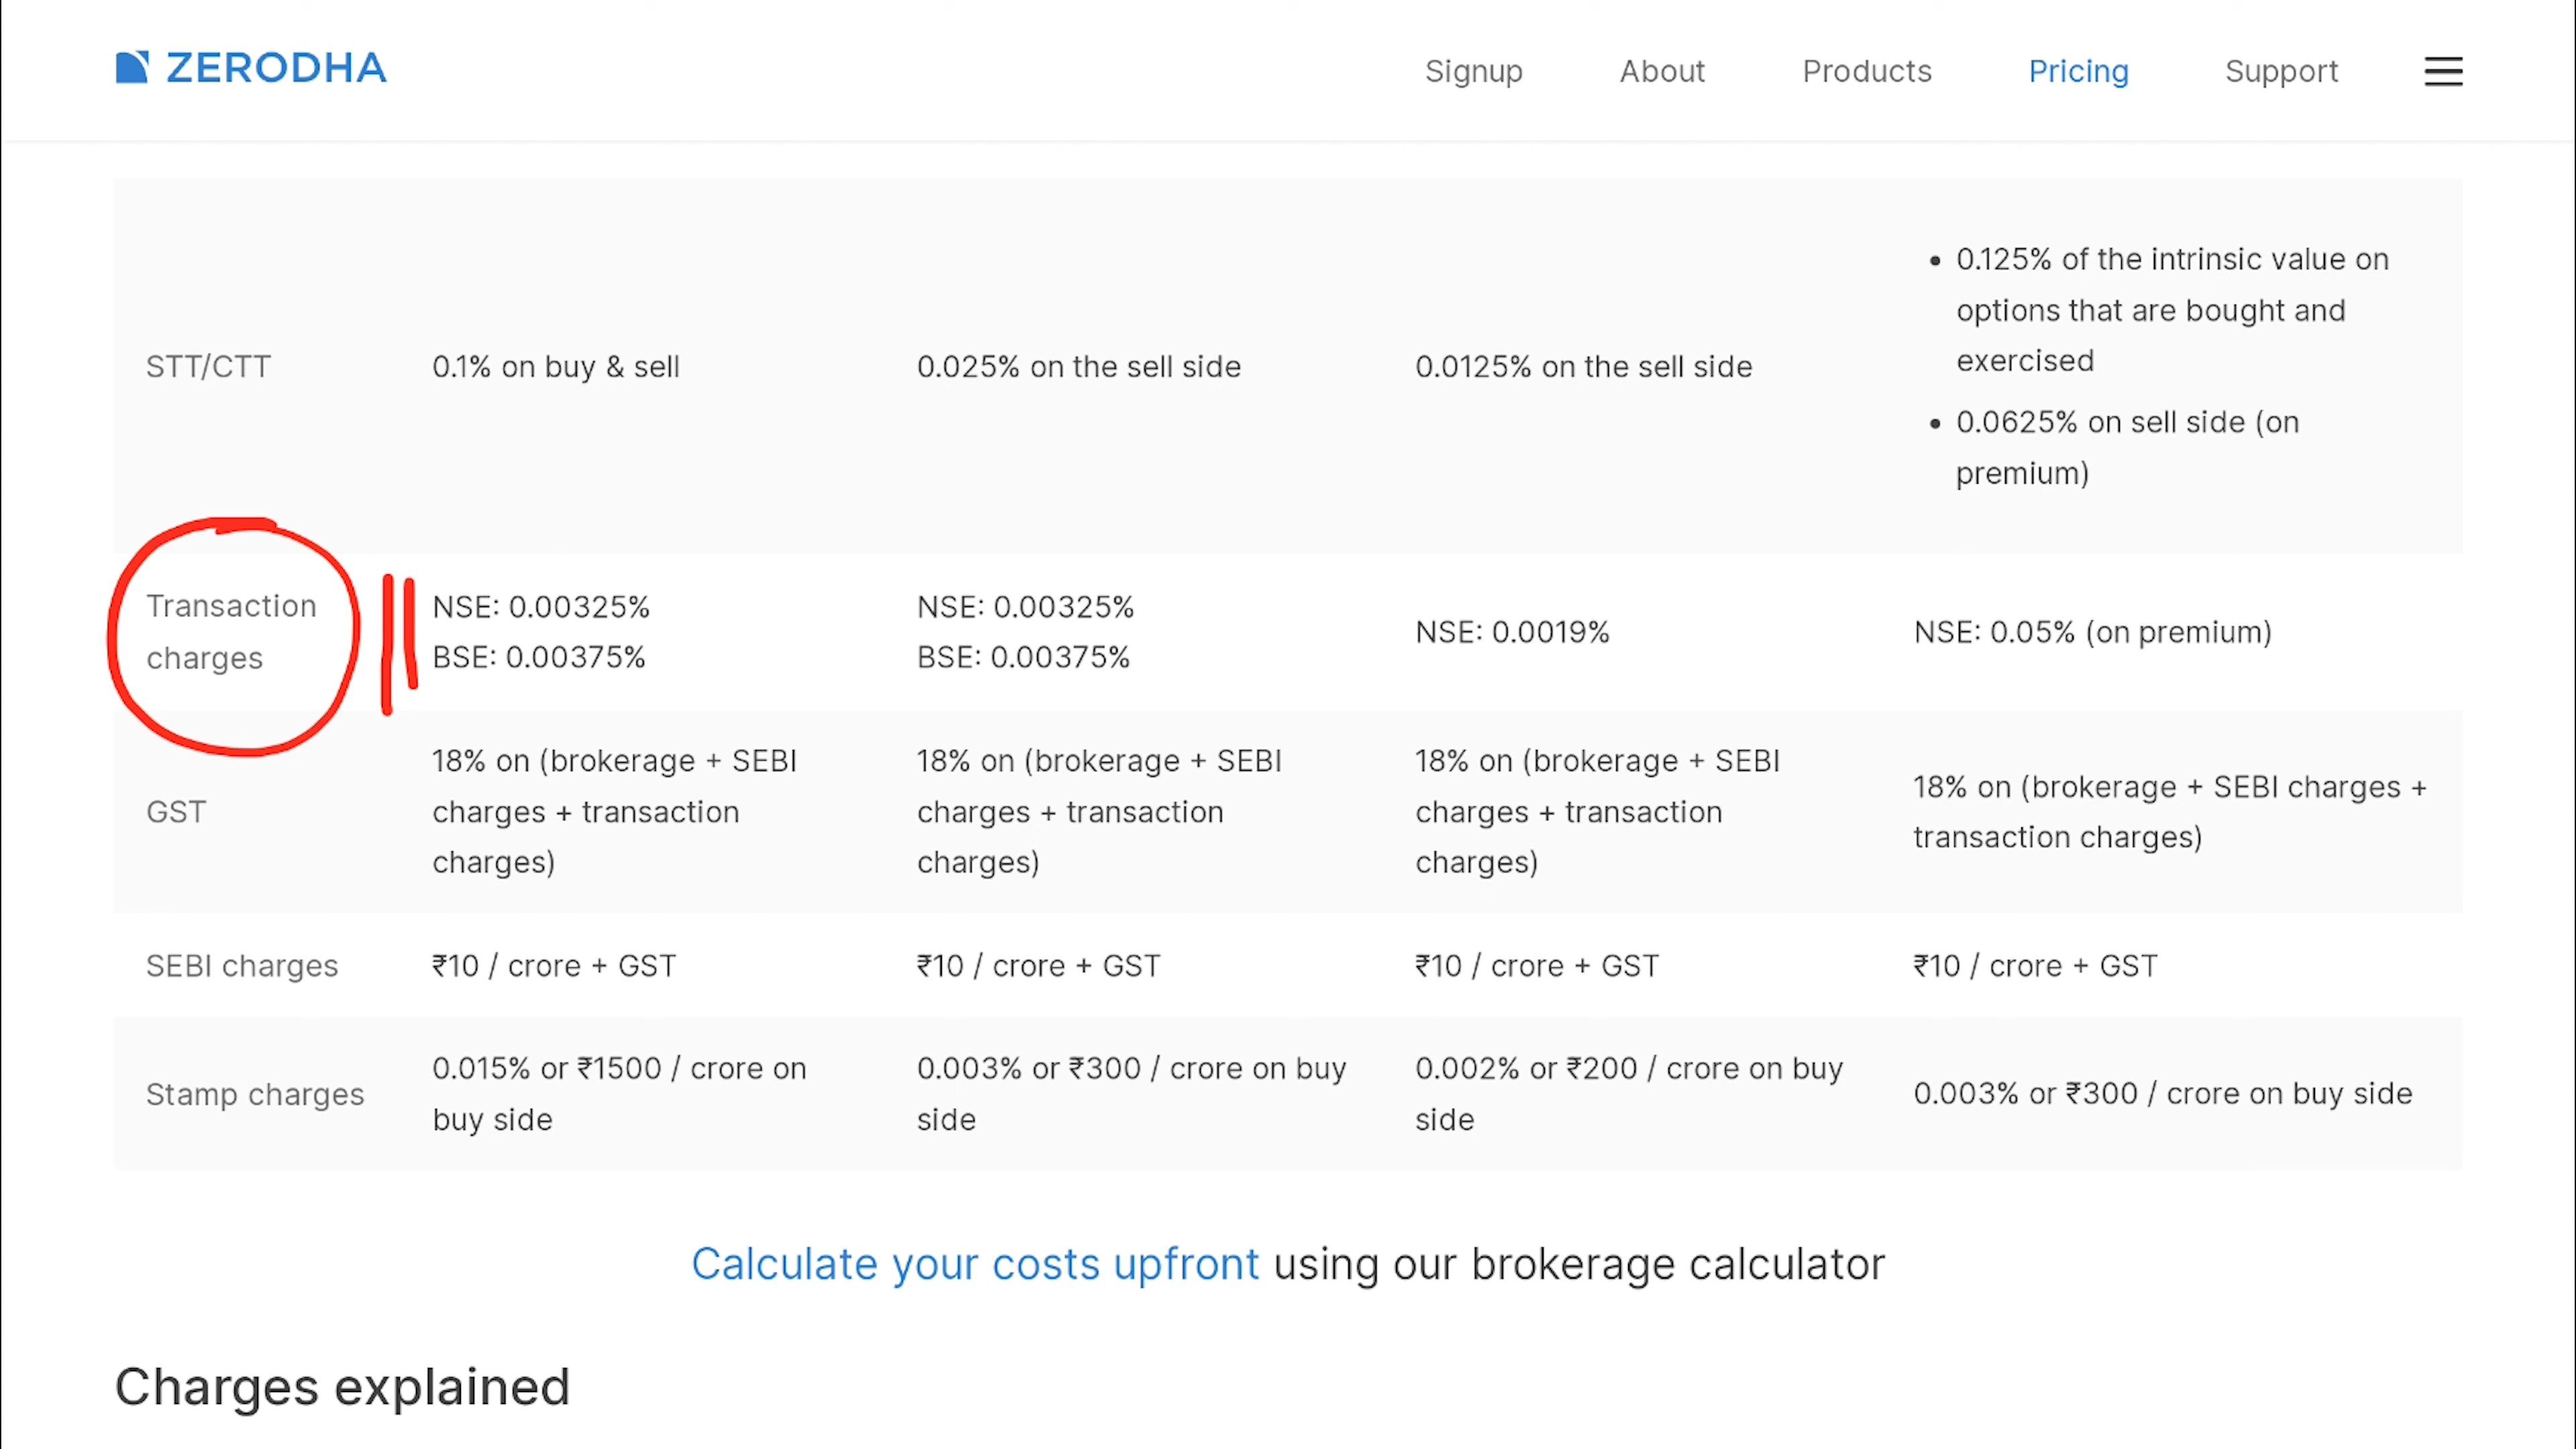 ZERODHA
Signup About Products Pricing Support
STT/CTT
0.1% on buy & sell
0.025% on the sell side
0.0125% on the sell side
• 0.125% of the intrinsic value on
options that are bought and
exercised
• 0.0625% on sell side (on
premium)
Transaction
charges
NSE: 0.00325%
BSE: 0.00375%
NSE: 0.00325%
BSE: 0.00375%
NSE: 0.0019%
NSE: 0.05% (on premium)
GST
18% on (brokerage + SEBI
charges + transaction
charges)
18% on (brokerage + SEBI
charges + transaction
charges)
18% on (brokerage + SEBI
charges + transaction
charges)
18% on (brokerage + SEBI charges +
transaction charges)
SEBI charges
₹10 / crore + GST
₹10 / crore + GST
₹10 / crore + GST
₹10 / crore + GST
Stamp charges
0.015% or ₹1500 / crore on
buy side
0.003% or ₹300 / crore on buy
side
0.002% or ₹200 / crore on buy
side
0.003% or ₹300 / crore on buy side
Calculate your costs upfront using our brokerage calculator
Charges explained